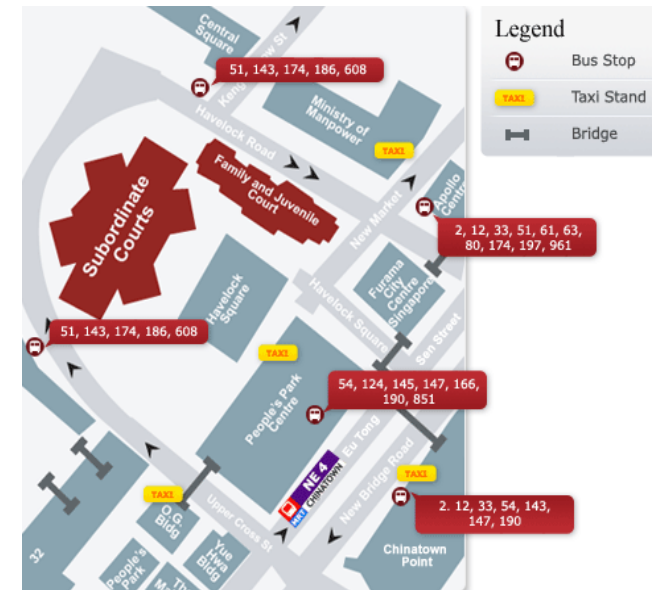 Legend
Bus Stop
TAXI
Taxi Stand
Bridge
Central
Square
51, 143, 174, 186, 608
Havelock Road
Ministry of
Manpower
TAXI
Family and Juvenile
Court
Subordinate
Courts
New Market
2, 12, 33, 51, 61, 63,
80, 174, 197, 961
Havelock
Square
Furama
City
Centre
Singapore
Havelock Square
51, 143, 174, 186, 608
TAXI
Sen Street
54, 124, 145, 147, 166,
190, 851
People's Park
Centre
Eu Tong
NE 4
MRT CHINATOWN
New Bridge Road
TAXI
2. 12, 33, 54, 143,
147, 190
TAXI
O.G.
Bldg
Upper Cross St
Yue
Hwa
Bldg
Chinatown
Point
People's
Park
32